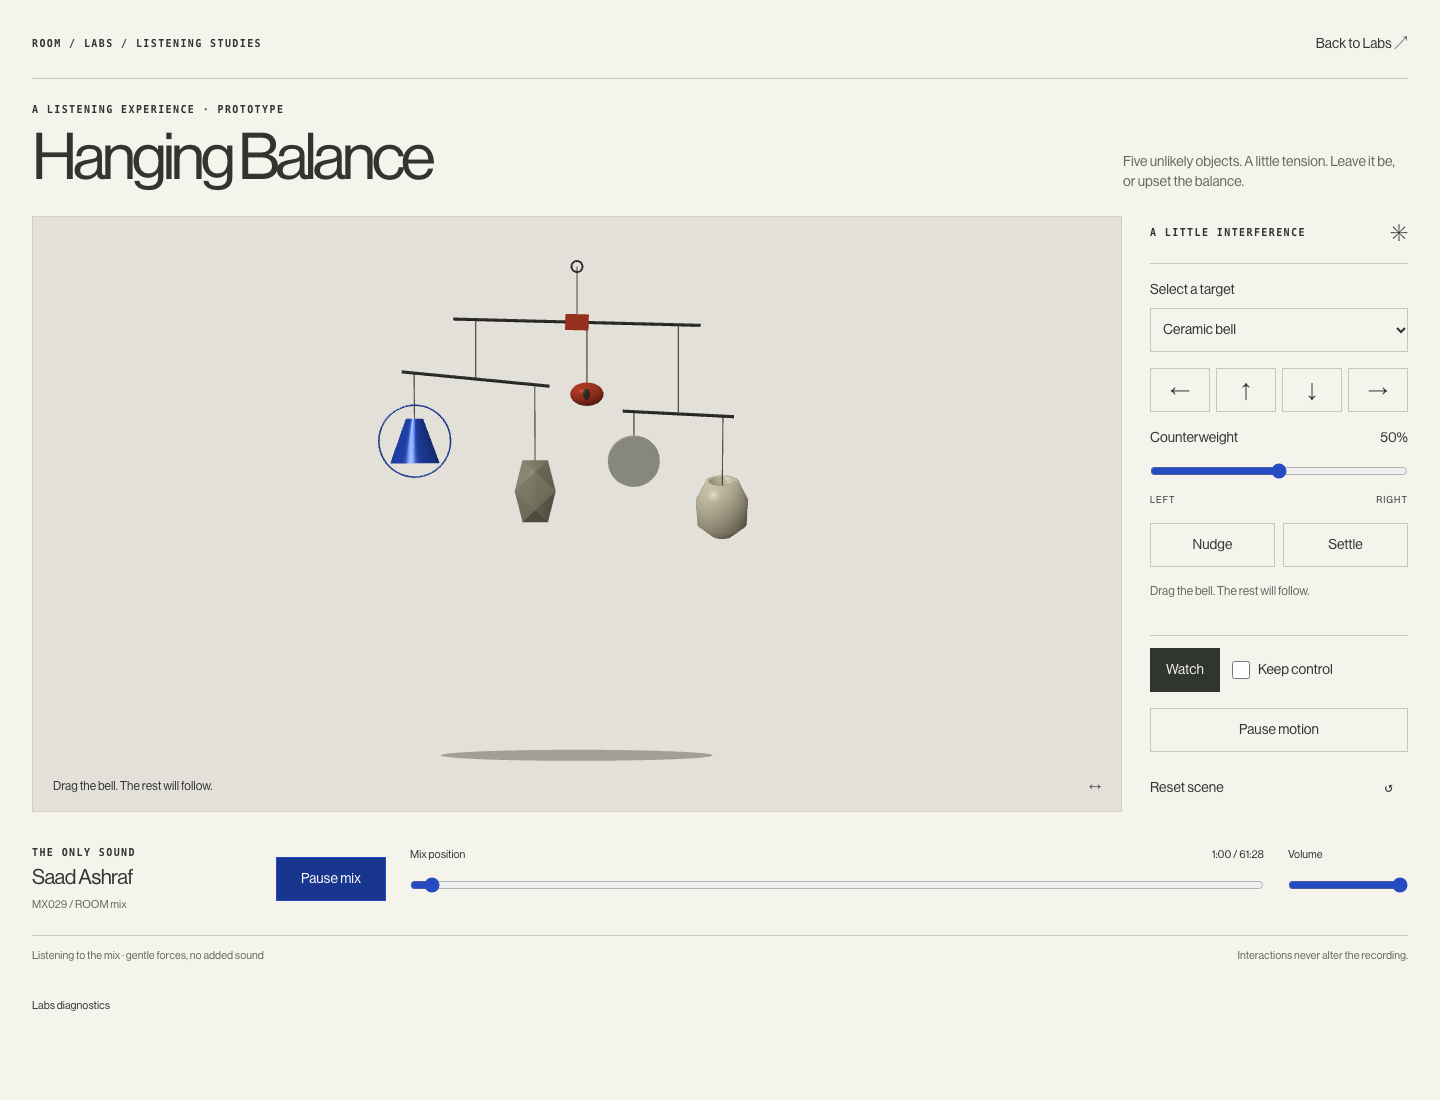 ROOM / LABS / LISTENING STUDIES
Back to Labs ↗
A LISTENING EXPERIENCE · PROTOTYPE
Hanging Balance
Five unlikely objects. A little tension. Leave it be,
or upset the balance.
A LITTLE INTERFERENCE
Select a target
Ceramic bell
← ↑ ↓ →
Counterweight 50%
LEFT RIGHT
Nudge Settle
Drag the bell. The rest will follow.
Watch Keep control
Pause motion
Drag the bell. The rest will follow. ↔
Reset scene ↺
THE ONLY SOUND
Saad Ashraf
MX029 / ROOM mix
Pause mix
Mix position 1:00 / 61:28
Volume
Listening to the mix · gentle forces, no added sound
Interactions never alter the recording.
Labs diagnostics